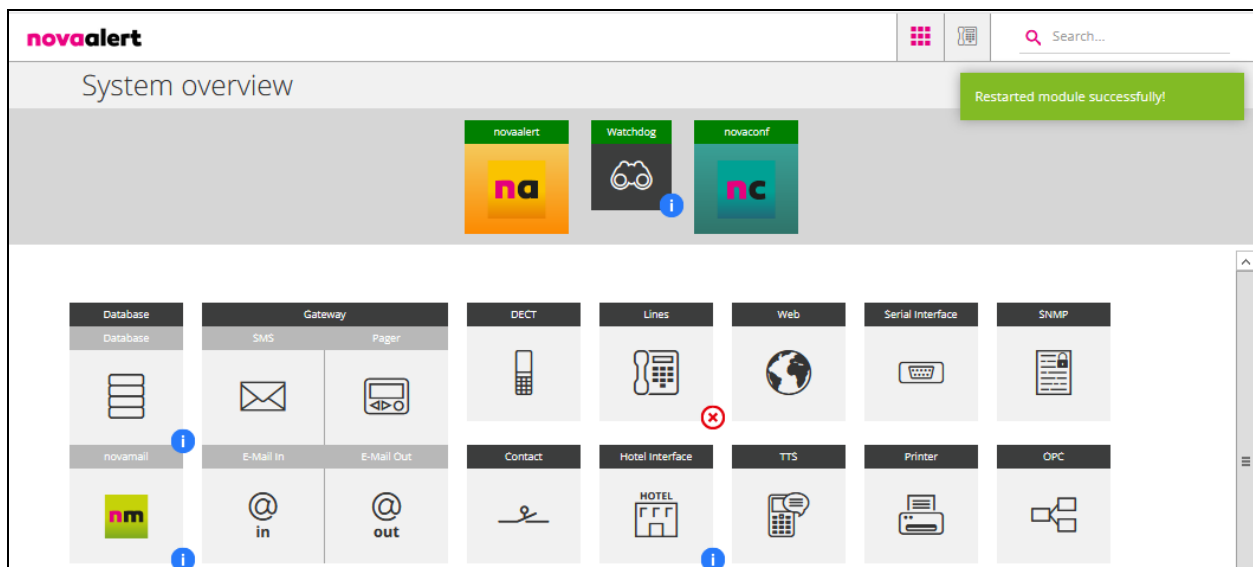 novaalert
Search...
System overview
Restarted module successfully!
novaalert Watchdog novaconf
na nc
i
Database Gateway DECT Lines Web Serial Interface SNMP
Database SMS Pager
i
novamail E-Mail In E-Mail Out Contact Hotel Interface TTS Printer OPC
HOTEL
nm @ @
in out
i i